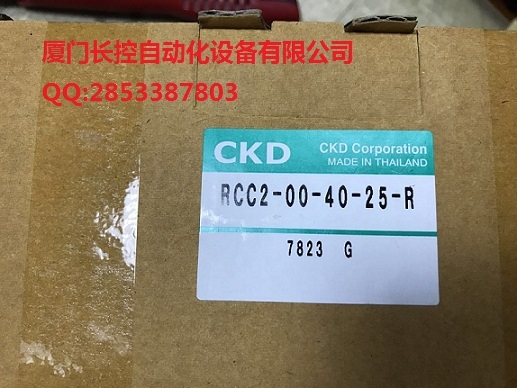 厦门长控自动化设备有限公司
QQ:2853387803
CKD CKD Corporation
MADE IN THAILAND
RCC2-00-40-25-R
7823 G